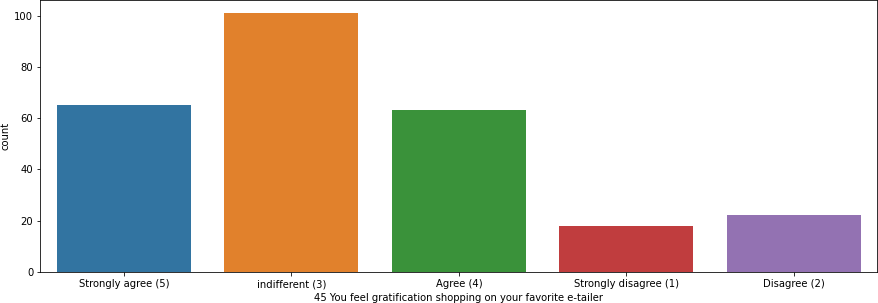 100
80
60
40
20
0
count
Strongly agree (5) indifferent (3) Agree (4) Strongly disagree (1) Disagree (2)
45 You feel gratification shopping on your favorite e-tailer